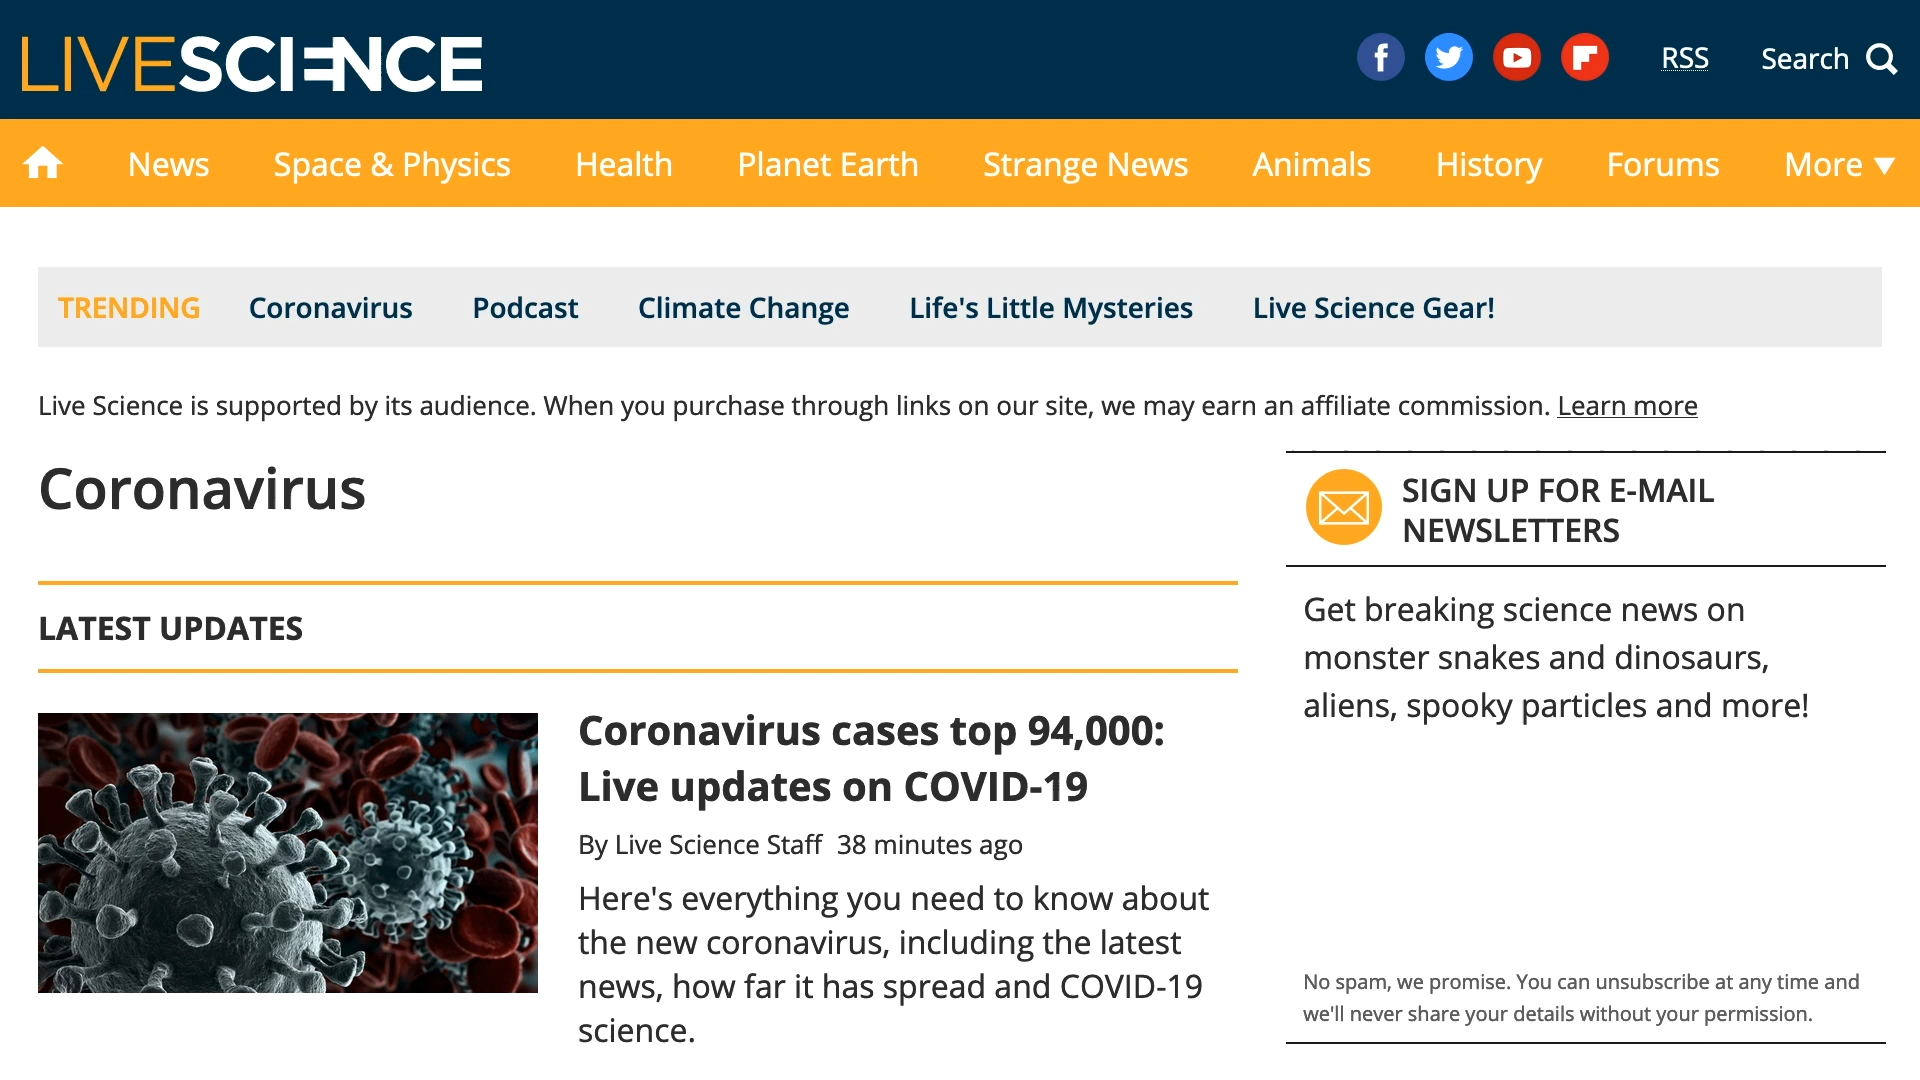 LIVESCIENCE
RSS
Search
News
Space & Physics
Health
Planet Earth
Strange News
Animals
History
Forums
More
TRENDING
Coronavirus
Podcast
Climate Change
Life's Little Mysteries
Live Science Gear!
Live Science is supported by its audience. When you purchase through links on our site, we may earn an affiliate commission. Learn more
Coronavirus
LATEST UPDATES
Coronavirus cases top 94,000:
Live updates on COVID-19
By Live Science Staff 38 minutes ago
Here's everything you need to know about
the new coronavirus, including the latest
news, how far it has spread and COVID-19
science.
SIGN UP FOR E-MAIL
NEWSLETTERS
Get breaking science news on
monster snakes and dinosaurs,
aliens, spooky particles and more!
No spam, we promise. You can unsubscribe at any time and
we'll never share your details without your permission.